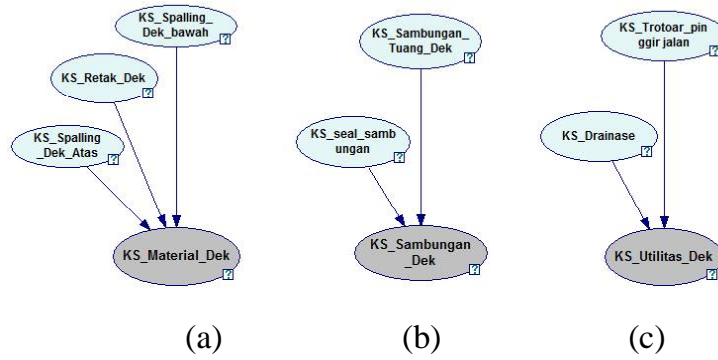 KS_Spalling_
Dek_bawah
?
KS_Retak_Dek
?
KS_Spalling
_Dek_Atas
?
KS_Material_Dek
?
(a)
KS_Sambungan_
Tuang_Dek
?
KS_seal_samb
ungan
?
KS_Sambungan
_Dek
?
(b)
KS_Trotoar_pin
ggir jalan
?
KS_Drainase
?
KS_Utilitas_Dek
?
(c)